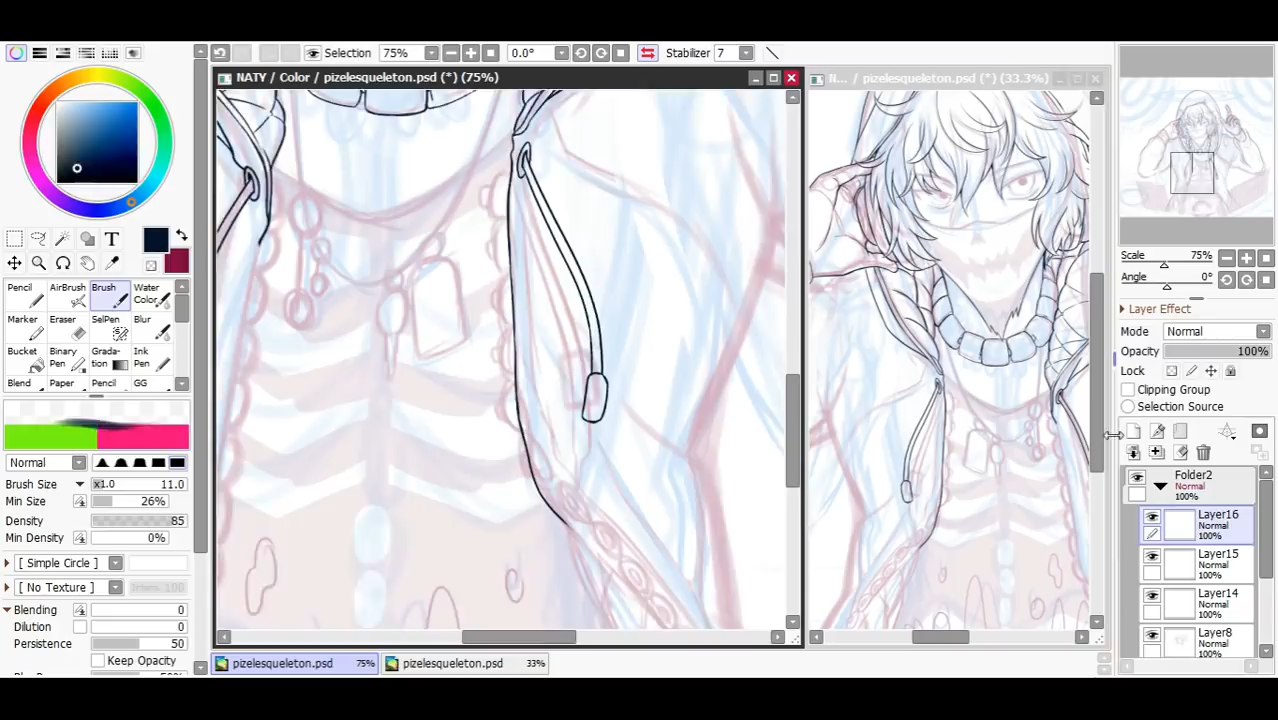 Selection 75% 0.0° Stabilizer 7
NATY / Color / pizelesqueleton.psd (*) (75%)
N... / pizelesqueleton.psd (*) (33.3%)
T
Pencil AirBrush Brush Water Color
Marker Eraser SelPen Blur
Bucket Binary Pen Grada-tion Ink Pen
Blend Paper Pencil GG
Normal
Brush Size x1.0 11.0
Min Size 26%
Density 85
Min Density 0%
[ Simple Circle ]
[ No Texture ] Intens 100
Blending 0
Dilution 0
Persistence 50
Keep Opacity
pizelesqueleton.psd 75%
pizelesqueleton.psd 33%
Scale 75%
Angle 0°
Layer Effect
Mode Normal
Opacity 100%
Lock
Clipping Group
Selection Source
Folder2
Normal
100%
Layer16
Normal
100%
Layer15
Normal
100%
Layer14
Normal
100%
Layer8
Normal
100%